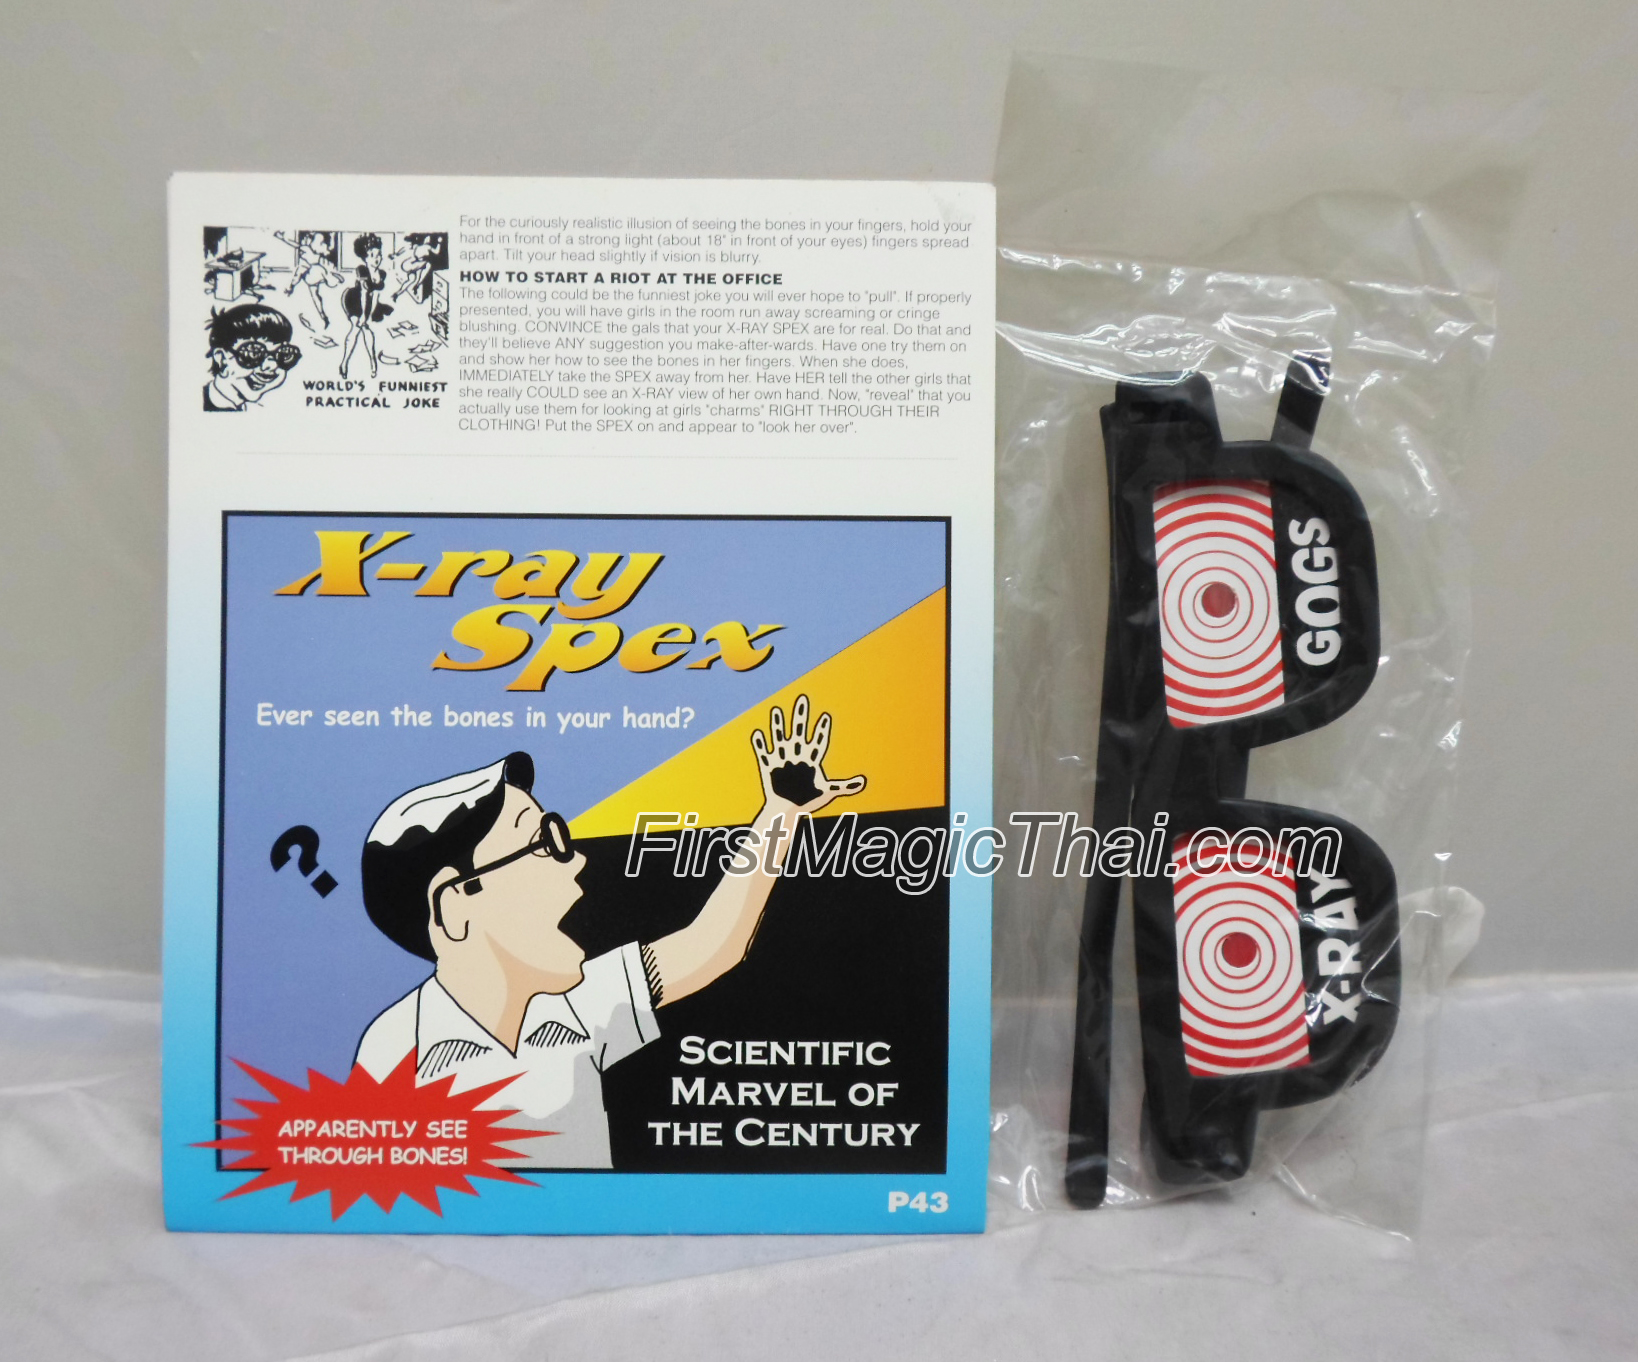 For the curiously realistic illusion of seeing the bones in your fingers, hold your
hand in front of a strong light (about 18" in front of your eyes) fingers spread
apart. Tilt your head slightly if vision is blurry.
HOW TO START A RIOT AT THE OFFICE
The following could be the funniest joke you will ever hope to "pull". If properly
presented, you will have girls in the room run away screaming or cringe
blushing. CONVINCE the gals that your X-RAY SPEX are for real. Do that and
they'll believe ANY suggestion you make-after-wards. Have one try them on
and show her how to see the bones in her fingers. When she does,
IMMEDIATELY take the SPEX away from her. Have HER tell the other girls that
she really COULD see an X-RAY view of her own hand. Now, "reveal" that you
actually use them for looking at girls "charms" RIGHT THROUGH THEIR
CLOTHING! Put the SPEX on and appear to "look her over".
WORLD'S FUNNIEST
PRACTICAL JOKE
X-ray
Spex
Ever seen the bones in your hand?
?
SCIENTIFIC
MARVEL OF
THE CENTURY
APPARENTLY SEE
THROUGH BONES!
P43
GOGS
X-RAY
FirstMagicThai.com